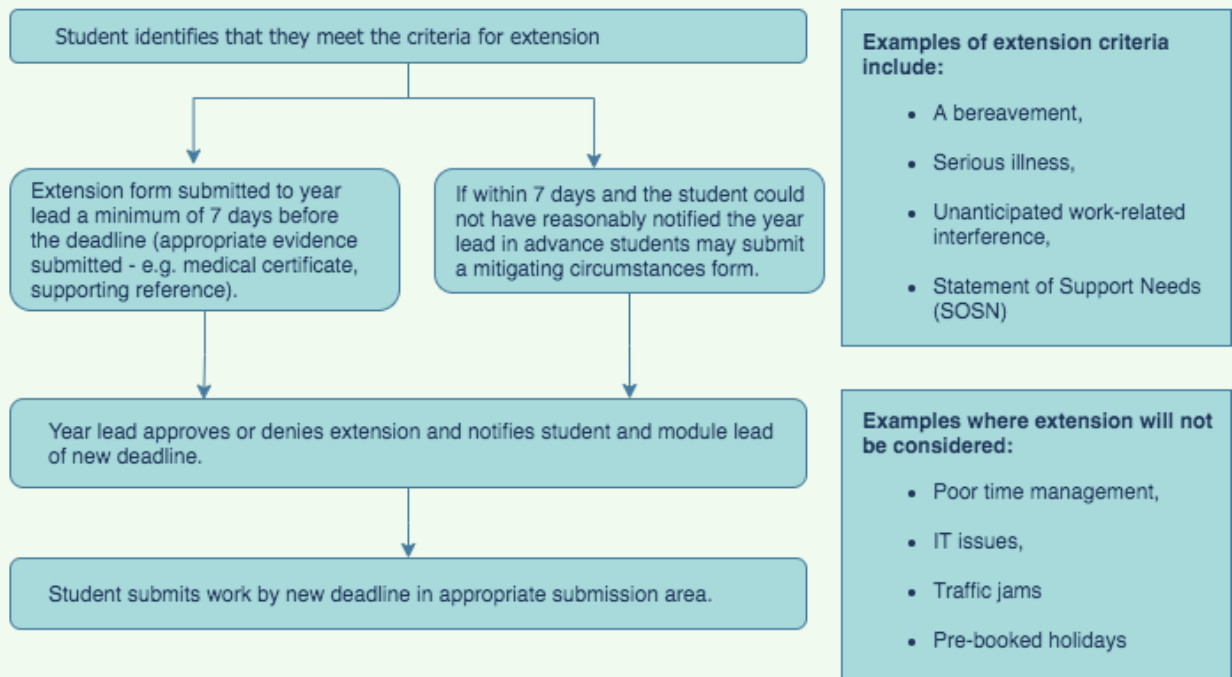 Student identifies that they meet the criteria for extension
Extension form submitted to year
lead a minimum of 7 days before
the deadline (appropriate evidence
submitted - e.g. medical certificate,
supporting reference).
If within 7 days and the student could
not have reasonably notified the year
lead in advance students may submit
a mitigating circumstances form.
Year lead approves or denies extension and notifies student and module lead
of new deadline.
Student submits work by new deadline in appropriate submission area.
Examples of extension criteria
include:
• A bereavement,
• Serious illness,
• Unanticipated work-related
interference,
• Statement of Support Needs
(SOSN)
Examples where extension will not
be considered:
• Poor time management,
• IT issues,
• Traffic jams
• Pre-booked holidays